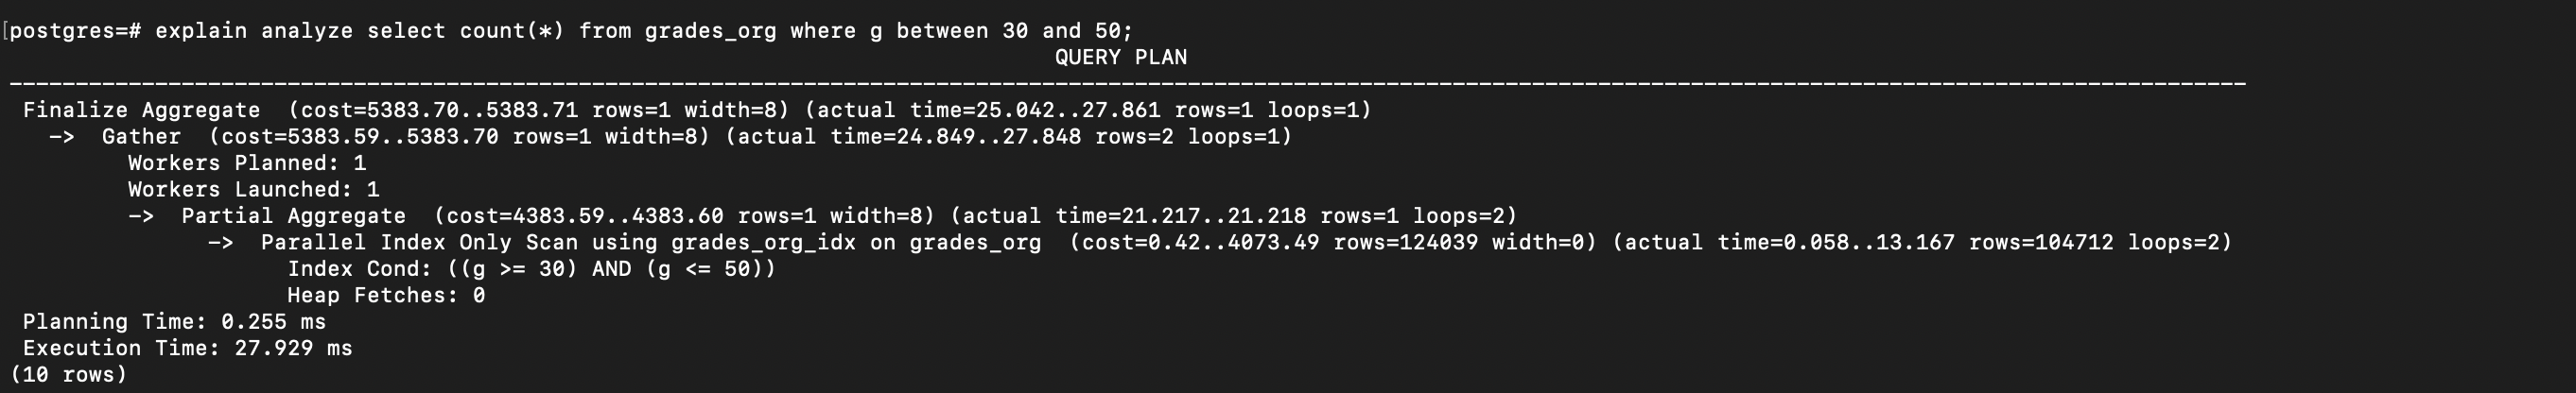 [postgres=# explain analyze select count(*) from grades_org where g between 30 and 50;
QUERY PLAN
--------------------------------------------------------------------------------------------------------------------------------------------------------------------------
Finalize Aggregate  (cost=5383.70..5383.71 rows=1 width=8) (actual time=25.042..27.861 rows=1 loops=1)
->  Gather  (cost=5383.59..5383.70 rows=1 width=8) (actual time=24.849..27.848 rows=2 loops=1)
Workers Planned: 1
Workers Launched: 1
->  Partial Aggregate  (cost=4383.59..4383.60 rows=1 width=8) (actual time=21.217..21.218 rows=1 loops=2)
->  Parallel Index Only Scan using grades_org_idx on grades_org  (cost=0.42..4073.49 rows=124039 width=0) (actual time=0.058..13.167 rows=104712 loops=2)
Index Cond: ((g >= 30) AND (g <= 50))
Heap Fetches: 0
Planning Time: 0.255 ms
Execution Time: 27.929 ms
(10 rows)